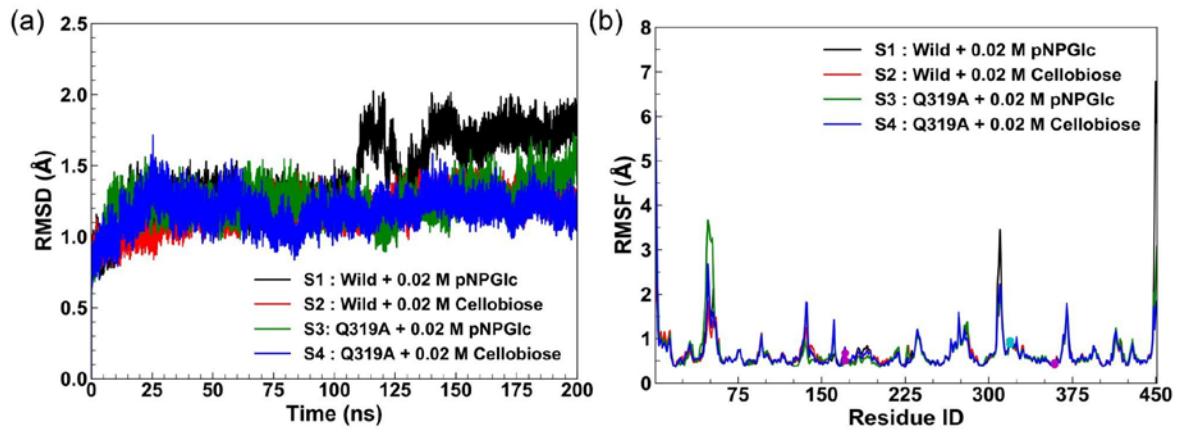 (a)
2.5
2.0
1.5
1.0
0.5
0.0
RMSD (Å)
S1 : Wild + 0.02 M pNPGlc
S2 : Wild + 0.02 M Cellobiose
S3: Q319A + 0.02 M pNPGlc
S4 : Q319A + 0.02 M Cellobiose
0 25 50 75 100 125 150 175 200
Time (ns)
(b)
8
7
6
5
4
3
2
1
0
RMSF (Å)
S1 : Wild + 0.02 M pNPGlc
S2 : Wild + 0.02 M Cellobiose
S3 : Q319A + 0.02 M pNPGlc
S4 : Q319A + 0.02 M Cellobiose
75 150 225 300 375 450
Residue ID